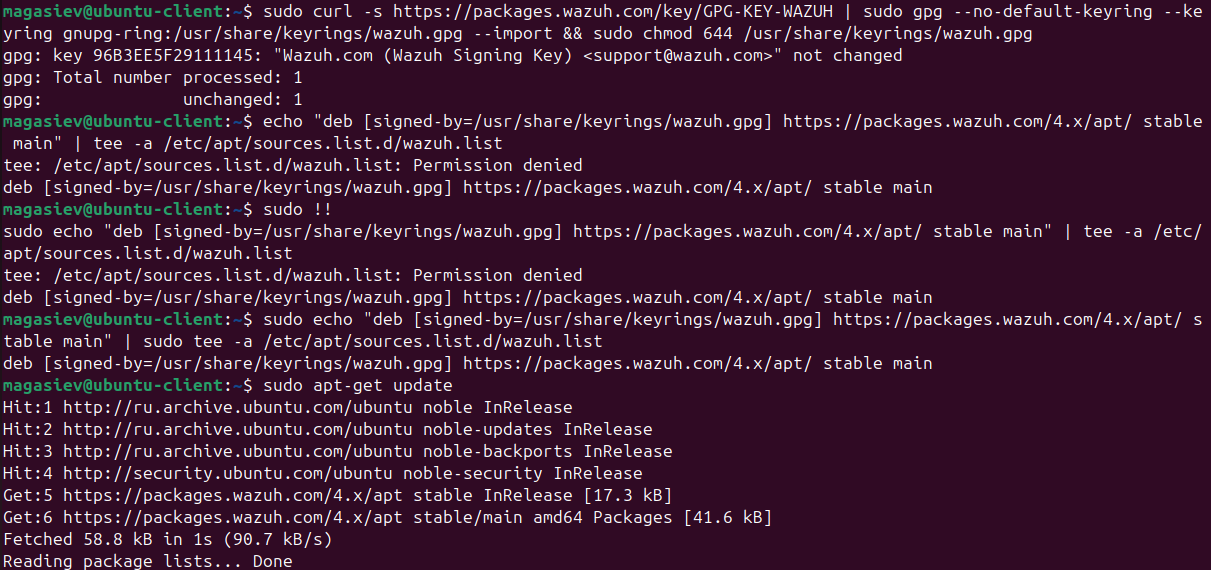 magasiev@ubuntu-client:~$ sudo curl -s https://packages.wazuh.com/key/GPG-KEY-WAZUH | sudo gpg --no-default-keyring --ke
yring gnupg-ring:/usr/share/keyrings/wazuh.gpg --import && sudo chmod 644 /usr/share/keyrings/wazuh.gpg
gpg: key 96B3EE5F29111145: "Wazuh.com (Wazuh Signing Key) <support@wazuh.com>" not changed
gpg: Total number processed: 1
gpg:              unchanged: 1
magasiev@ubuntu-client:~$ echo "deb [signed-by=/usr/share/keyrings/wazuh.gpg] https://packages.wazuh.com/4.x/apt/ stable
 main" | tee -a /etc/apt/sources.list.d/wazuh.list
tee: /etc/apt/sources.list.d/wazuh.list: Permission denied
deb [signed-by=/usr/share/keyrings/wazuh.gpg] https://packages.wazuh.com/4.x/apt/ stable main
magasiev@ubuntu-client:~$ sudo !!
sudo echo "deb [signed-by=/usr/share/keyrings/wazuh.gpg] https://packages.wazuh.com/4.x/apt/ stable main" | tee -a /etc/
apt/sources.list.d/wazuh.list
tee: /etc/apt/sources.list.d/wazuh.list: Permission denied
deb [signed-by=/usr/share/keyrings/wazuh.gpg] https://packages.wazuh.com/4.x/apt/ stable main
magasiev@ubuntu-client:~$ sudo echo "deb [signed-by=/usr/share/keyrings/wazuh.gpg] https://packages.wazuh.com/4.x/apt/ s
table main" | sudo tee -a /etc/apt/sources.list.d/wazuh.list
deb [signed-by=/usr/share/keyrings/wazuh.gpg] https://packages.wazuh.com/4.x/apt/ stable main
magasiev@ubuntu-client:~$ sudo apt-get update
Hit:1 http://ru.archive.ubuntu.com/ubuntu noble InRelease
Hit:2 http://ru.archive.ubuntu.com/ubuntu noble-updates InRelease
Hit:3 http://ru.archive.ubuntu.com/ubuntu noble-backports InRelease
Hit:4 http://security.ubuntu.com/ubuntu noble-security InRelease
Get:5 https://packages.wazuh.com/4.x/apt stable InRelease [17.3 kB]
Get:6 https://packages.wazuh.com/4.x/apt stable/main amd64 Packages [41.6 kB]
Fetched 58.8 kB in 1s (90.7 kB/s)
Reading package lists... Done